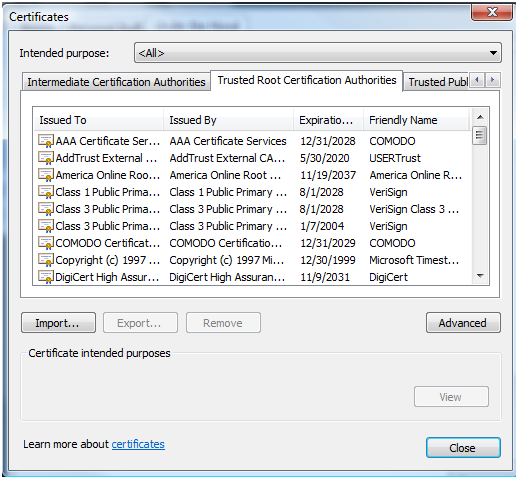 Certificates
Intended purpose: <All>
Intermediate Certification Authorities Trusted Root Certification Authorities Trusted Publ
Issued To Issued By Expiratio... Friendly Name
AAA Certificate Ser... AAA Certificate Services 12/31/2028 COMODO
AddTrust External ... AddTrust External CA... 5/30/2020 USERTrust
America Online Roo... America Online Root ... 11/19/2037 America Online R...
Class 1 Public Prima... Class 1 Public Primary ... 8/1/2028 VeriSign
Class 3 Public Prima... Class 3 Public Primary ... 8/1/2028 VeriSign Class 3 ...
Class 3 Public Prima... Class 3 Public Primary ... 1/7/2004 VeriSign
COMODO Certificat... COMODO Certificatio... 12/31/2029 COMODO
Copyright (c) 1997 ... Copyright (c) 1997 Mi... 12/30/1999 Microsoft Timest...
DigiCert High Assur... DigiCert High Assuran... 11/9/2031 DigiCert
Import... Export... Remove Advanced
Certificate intended purposes
View
Learn more about certificates
Close